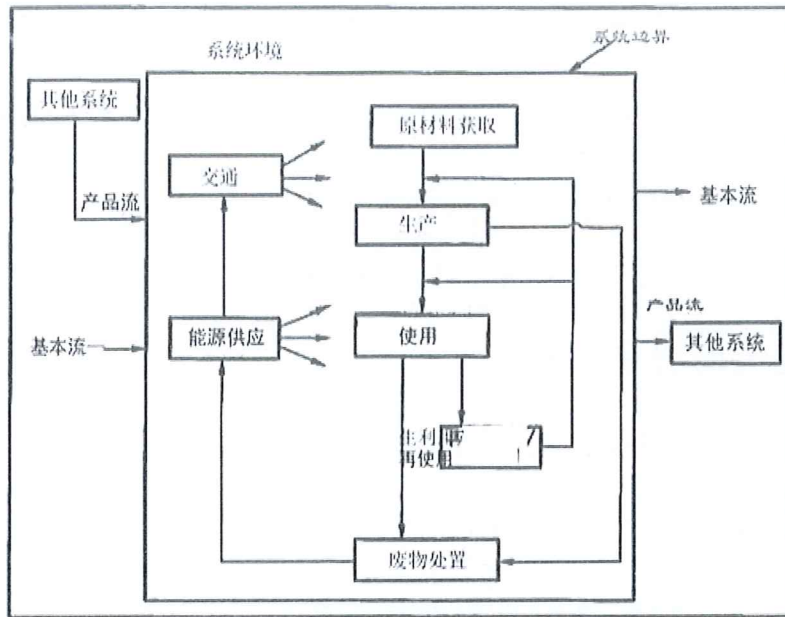 系统环境
系统边界
其他系统
原材料获取
交通
产品流
基本流
生产
产品流
能源供应
使用
基本流
其他系统
生利
再使用
废物处置